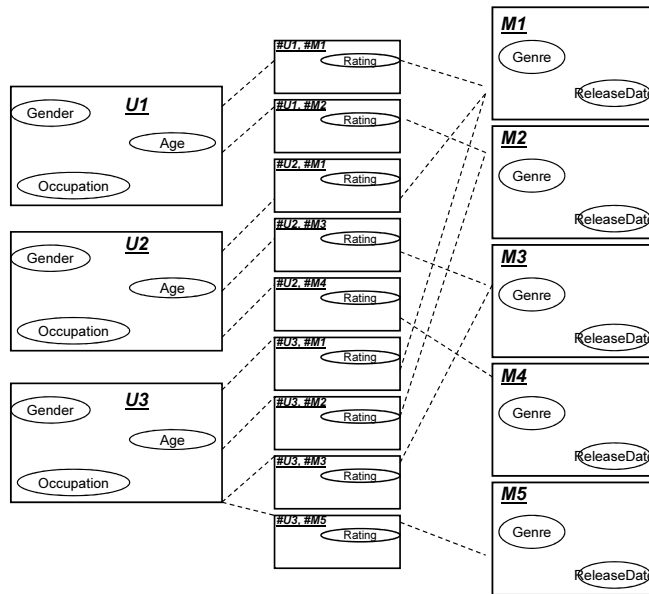 U1
Gender
Age
Occupation
U2
Gender
Age
Occupation
U3
Gender
Age
Occupation
#U1, #M1
Rating
#U1, #M2
Rating
#U2, #M1
Rating
#U2, #M3
Rating
#U2, #M4
Rating
#U3, #M1
Rating
#U3, #M2
Rating
#U3, #M3
Rating
#U3, #M5
Rating
M1
Genre
ReleaseDate
M2
Genre
ReleaseDate
M3
Genre
ReleaseDate
M4
Genre
ReleaseDate
M5
Genre
ReleaseDate